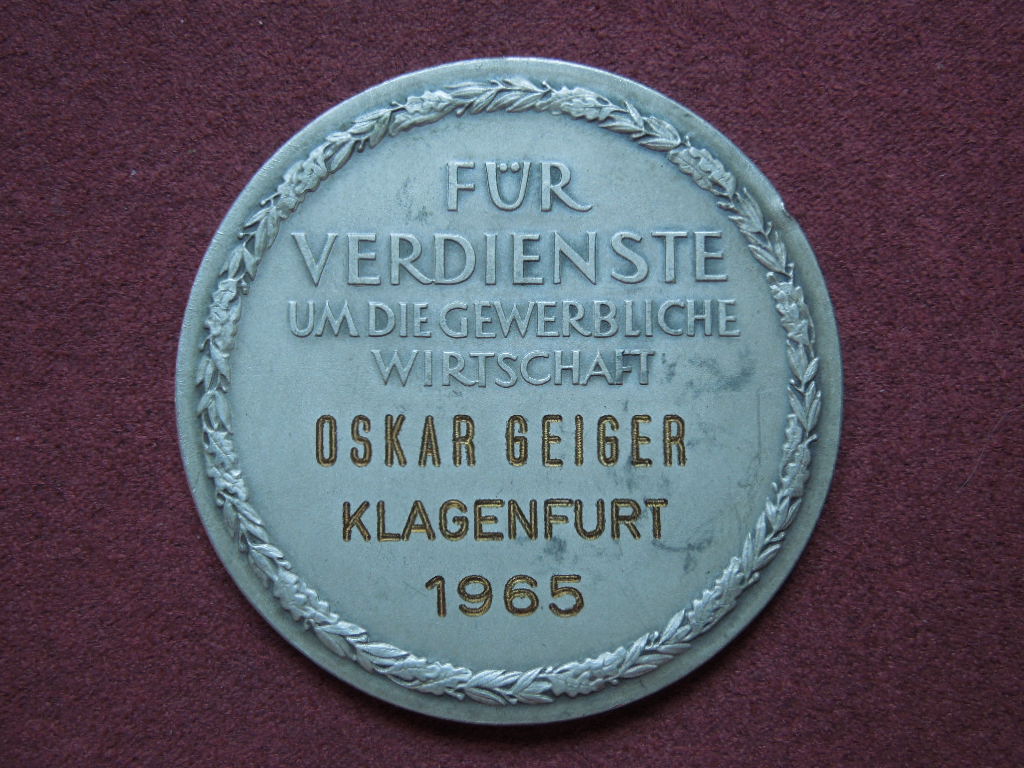 FÜR
VERDIENSTE
UM DIE GEWERBLICHE
WIRTSCHAFT
OSKAR GEIGER
KLAGENFURT
1965